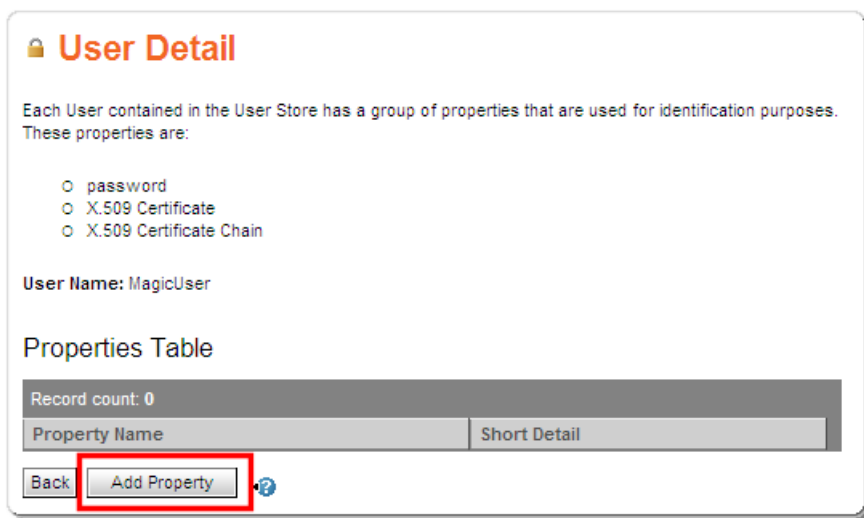 User Detail
Each User contained in the User Store has a group of properties that are used for identification purposes.
These properties are:
password
X.509 Certificate
X.509 Certificate Chain
User Name: MagicUser
Properties Table
Record count: 0
Property Name Short Detail
Back Add Property ?